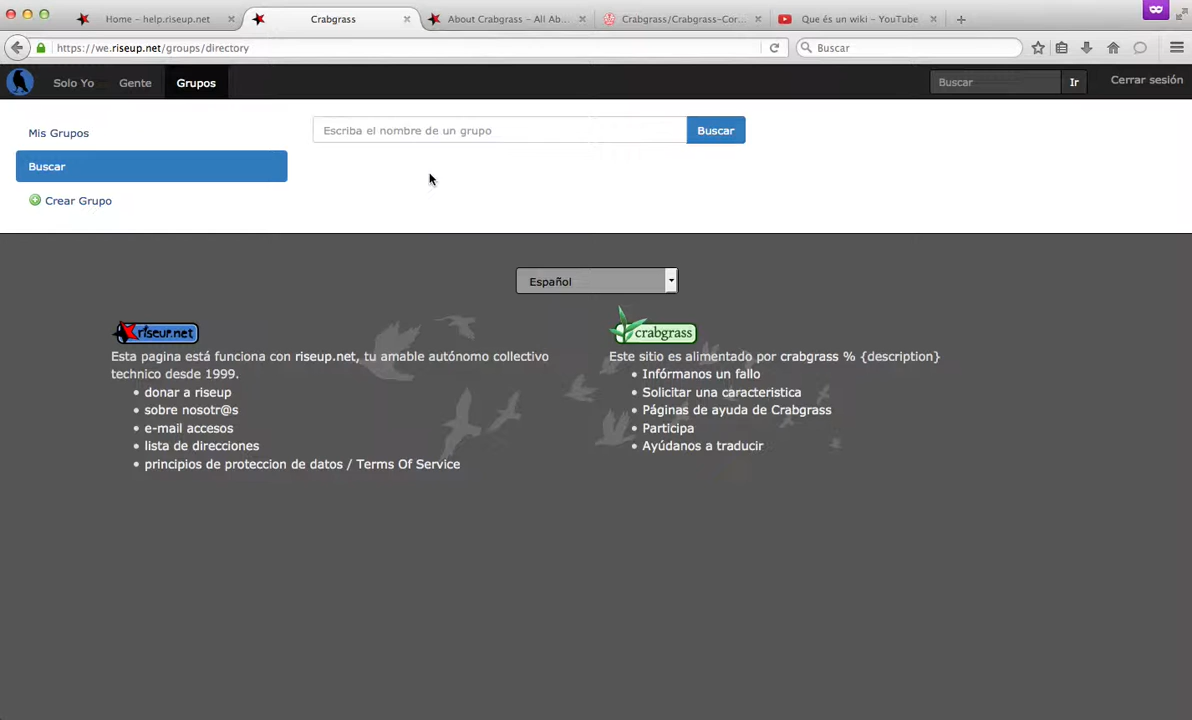 Home – help.riseup.net
Crabgrass
About Crabgrass – All Ab...
Crabgrass/Crabgrass-Cor...
Que és un wiki – YouTube
https://we.riseup.net/groups/directory
Buscar
Solo Yo
Gente
Grupos
Buscar
Ir
Cerrar sesión
Mis Grupos
Buscar
Crear Grupo
Escriba el nombre de un grupo
Buscar
Español
riseup.net
Esta pagina está funciona con riseup.net, tu amable autónomo colectivo
technico desde 1999.
donar a riseup
sobre nosotr@s
e-mail accesos
lista de direcciones
principios de proteccion de datos / Terms Of Service
crabgrass
Este sitio es alimentado por crabgrass % {description}
Infórmanos un fallo
Solicitar una caracteristica
Páginas de ayuda de Crabgrass
Participa
Ayúdanos a traducir